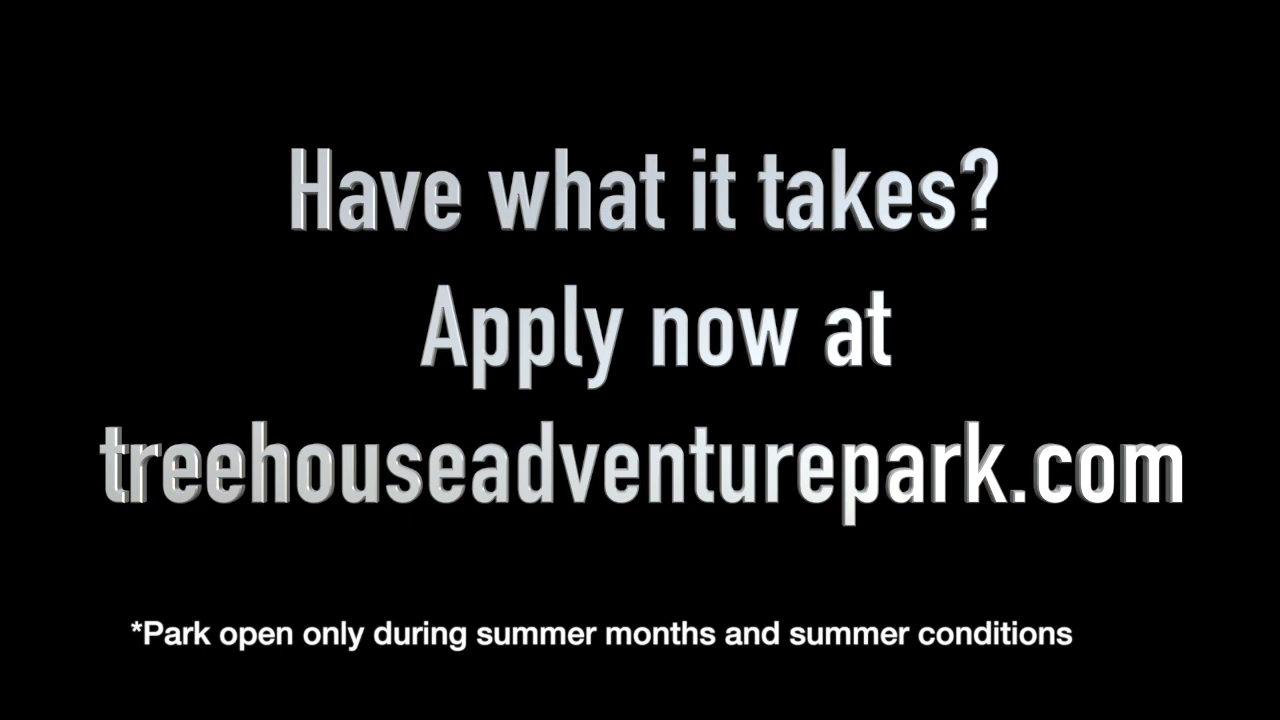 Have what it takes?
Apply now at
treehouseadventurepark.com
*Park open only during summer months and summer conditions